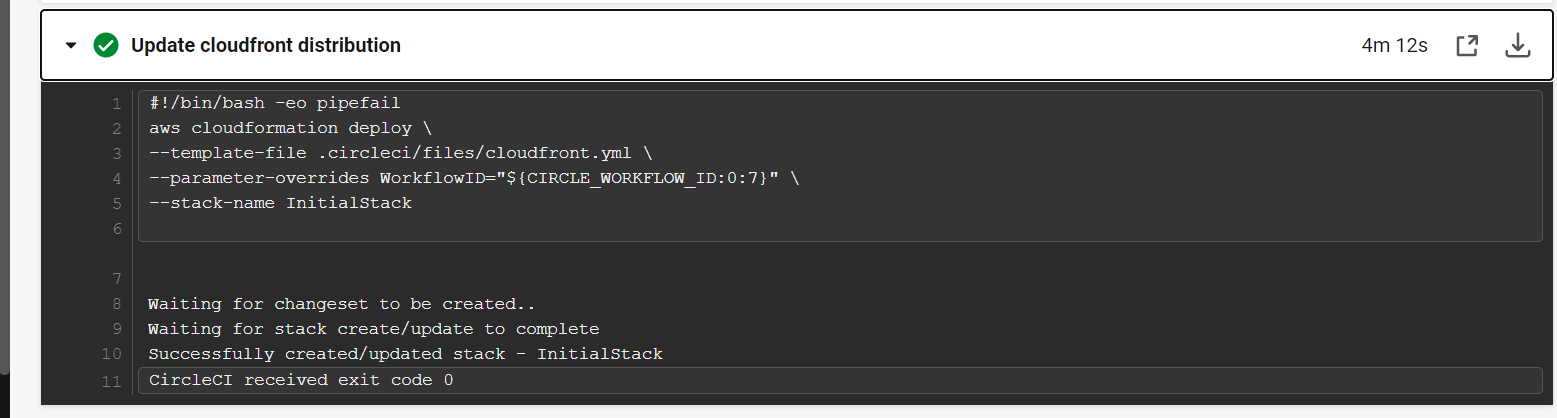 Update cloudfront distribution 4m 12s
1 #!/bin/bash -eo pipefail
2 aws cloudformation deploy \
3 --template-file .circleci/files/cloudfront.yml \
4 --parameter-overrides WorkflowID="${CIRCLE_WORKFLOW_ID:0:7}" \
5 --stack-name InitialStack
6
7
8 Waiting for changeset to be created..
9 Waiting for stack create/update to complete
10 Successfully created/updated stack - InitialStack
11 CircleCI received exit code 0